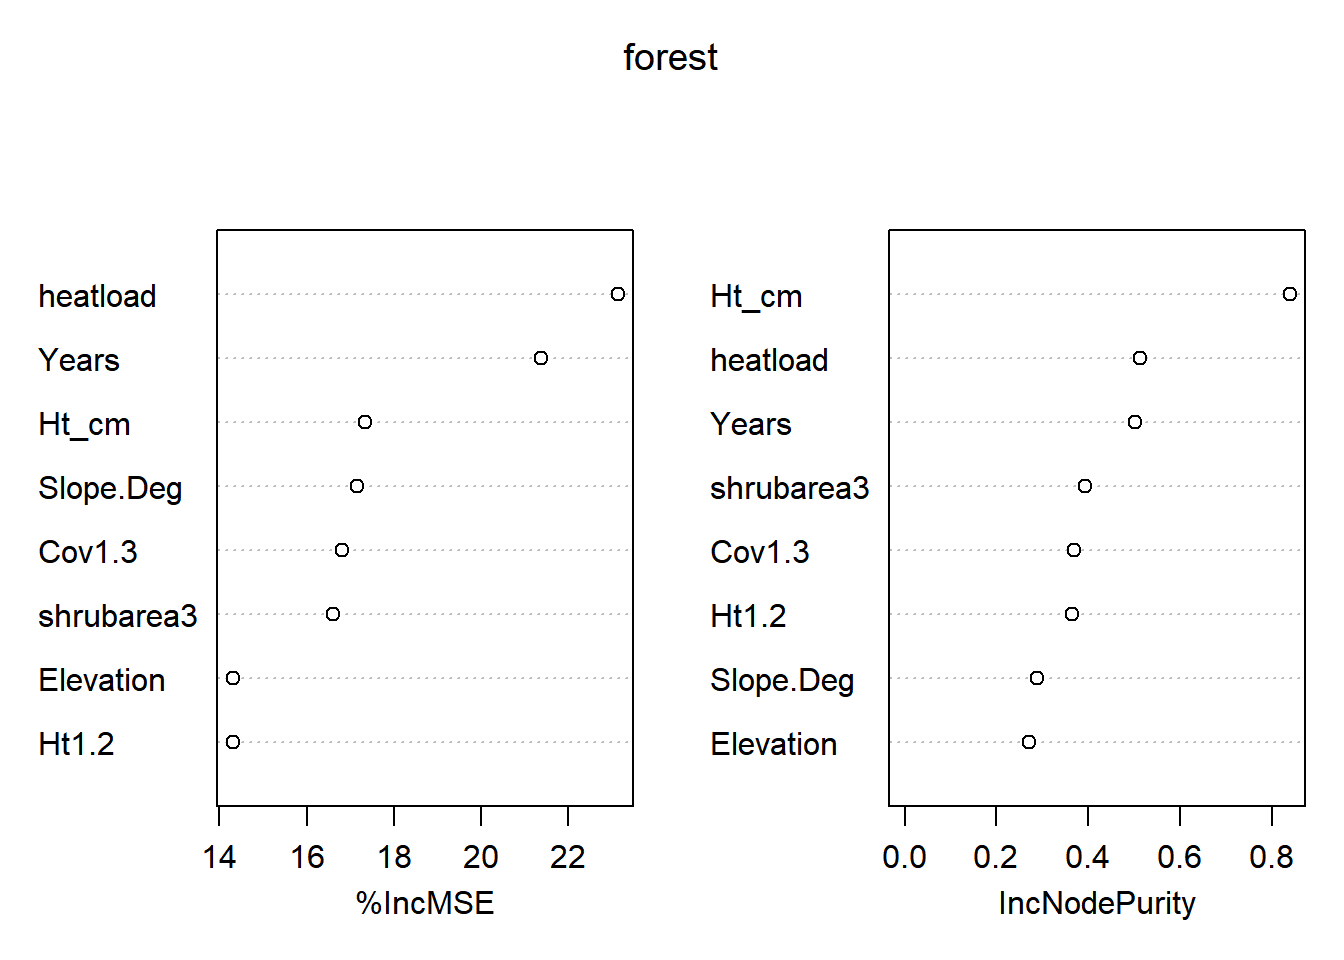 forest
heatload
Years
Ht_cm
Slope.Deg
Cov1.3
shrubarea3
Elevation
Ht1.2
14 16 18 20 22
%IncMSE
Ht_cm
heatload
Years
shrubarea3
Cov1.3
Ht1.2
Slope.Deg
Elevation
0.0 0.2 0.4 0.6 0.8
IncNodePurity